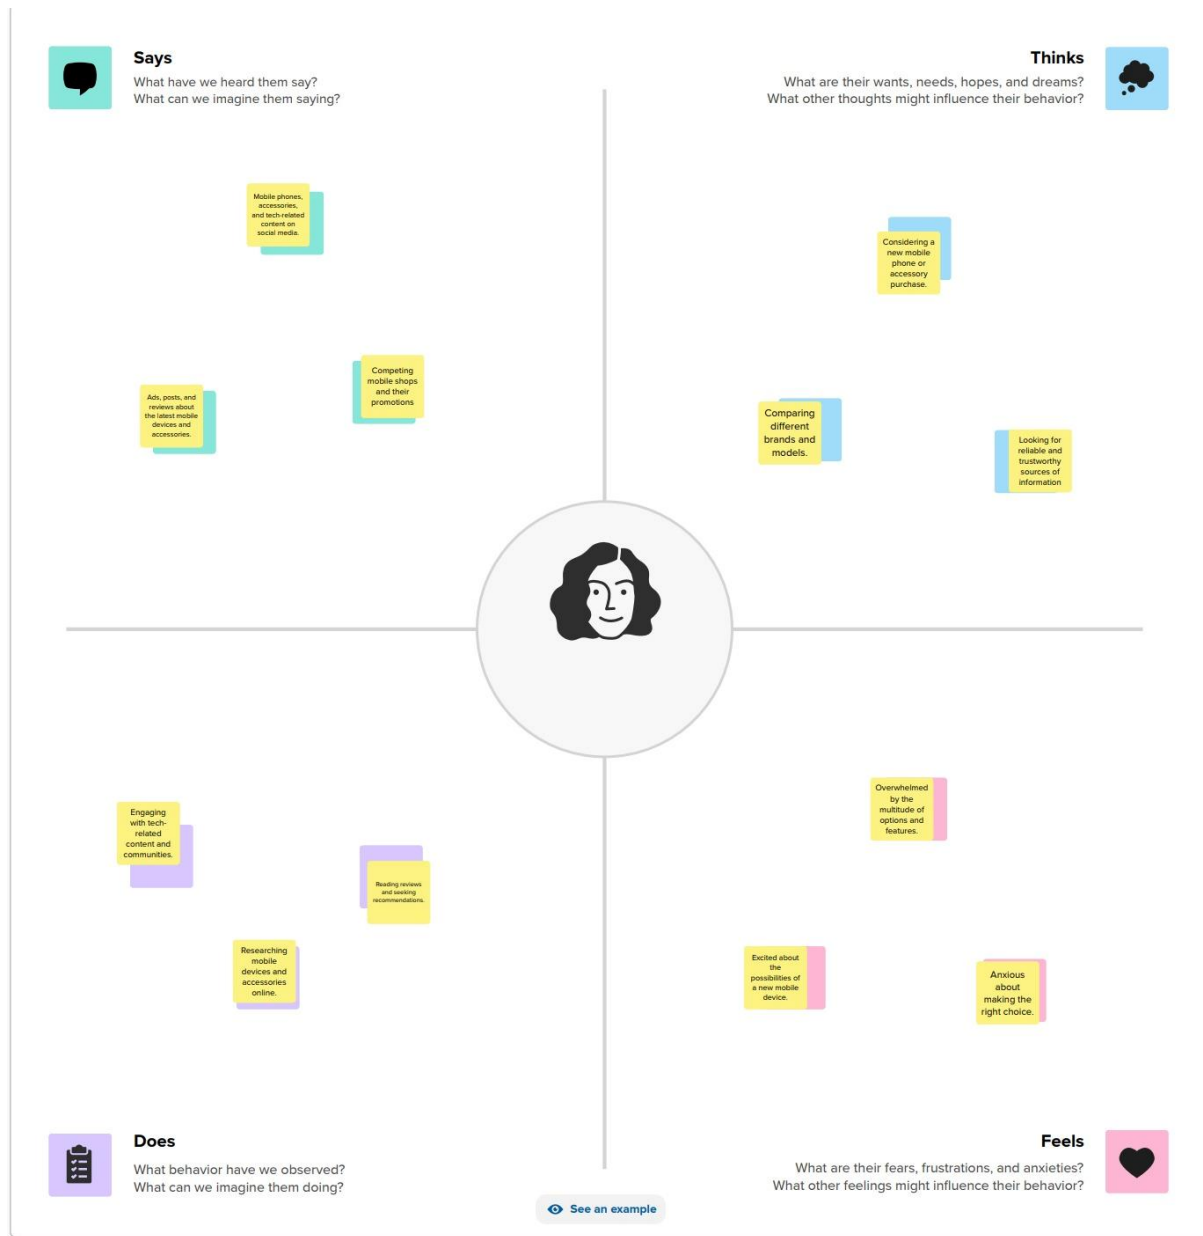 Says
What have we heard them say?
What can we imagine them saying?
Thinks
What are their wants, needs, hopes, and dreams?
What other thoughts might influence their behavior?
Mobile phones,
accessories,
and tech-related
content on
social media.
Considering a
new mobile
phone or
accessory
purchase.
Competing
mobile shops
and their
promotions
Ads, posts, and
reviews about
the latest mobile
devices and
accessories.
Comparing
different
brands and
models.
Looking for
reliable and
trustworthy
sources of
information
Engaging
with tech-
related
content and
communities.
Reading reviews
and seeking
recommendations.
Researching
mobile
devices and
accessories
online.
Overwhelmed
by the
multitude of
options and
features.
Excited about
the
possibilities of
a new mobile
device.
Anxious
about
making the
right choice.
Does
What behavior have we observed?
What can we imagine them doing?
Feels
What are their fears, frustrations, and anxieties?
What other feelings might influence their behavior?
See an example